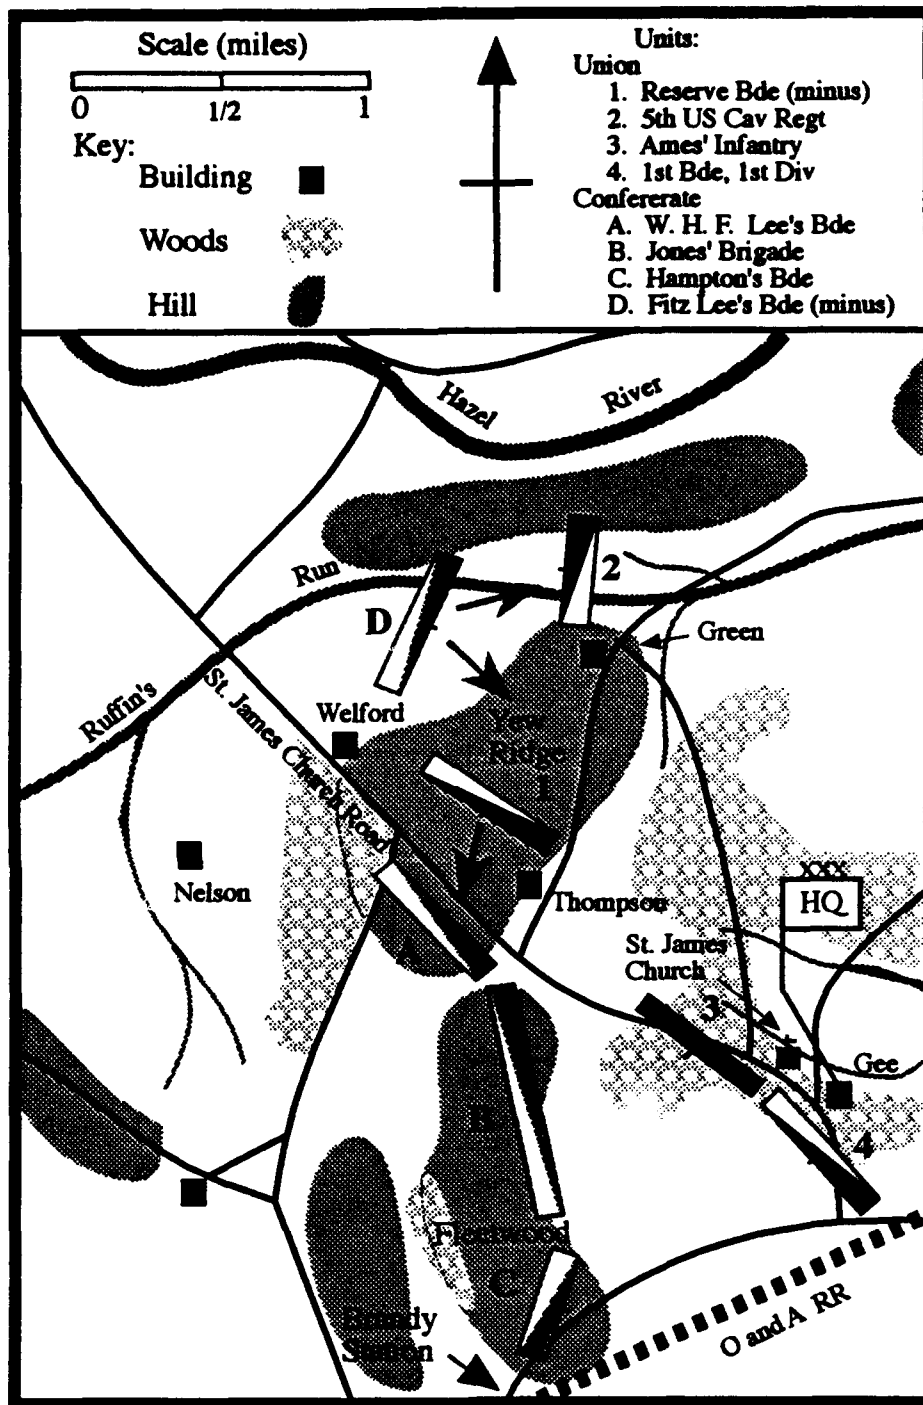 Scale (miles)
0 1/2 1
Key:
Building
Woods
Hill
Units:
Union
1. Reserve Bde (minus)
2. 5th US Cav Regt
3. Ames' Infantry
4. 1st Bde, 1st Div
Confererate
A. W. H. F. Lee's Bde
B. Jones' Brigade
C. Hampton's Bde
D. Fitz Lee's Bde (minus)
Hazel River
Run
2
D
Green
Ruffin's
St. James Church Road
Welford
Yew
Ridge
1
XXX
HQ
Nelson
Thompson
A
St. James
Church
3
Gee
B
4
Fleetwood
C
Brandy
Station
O and A RR